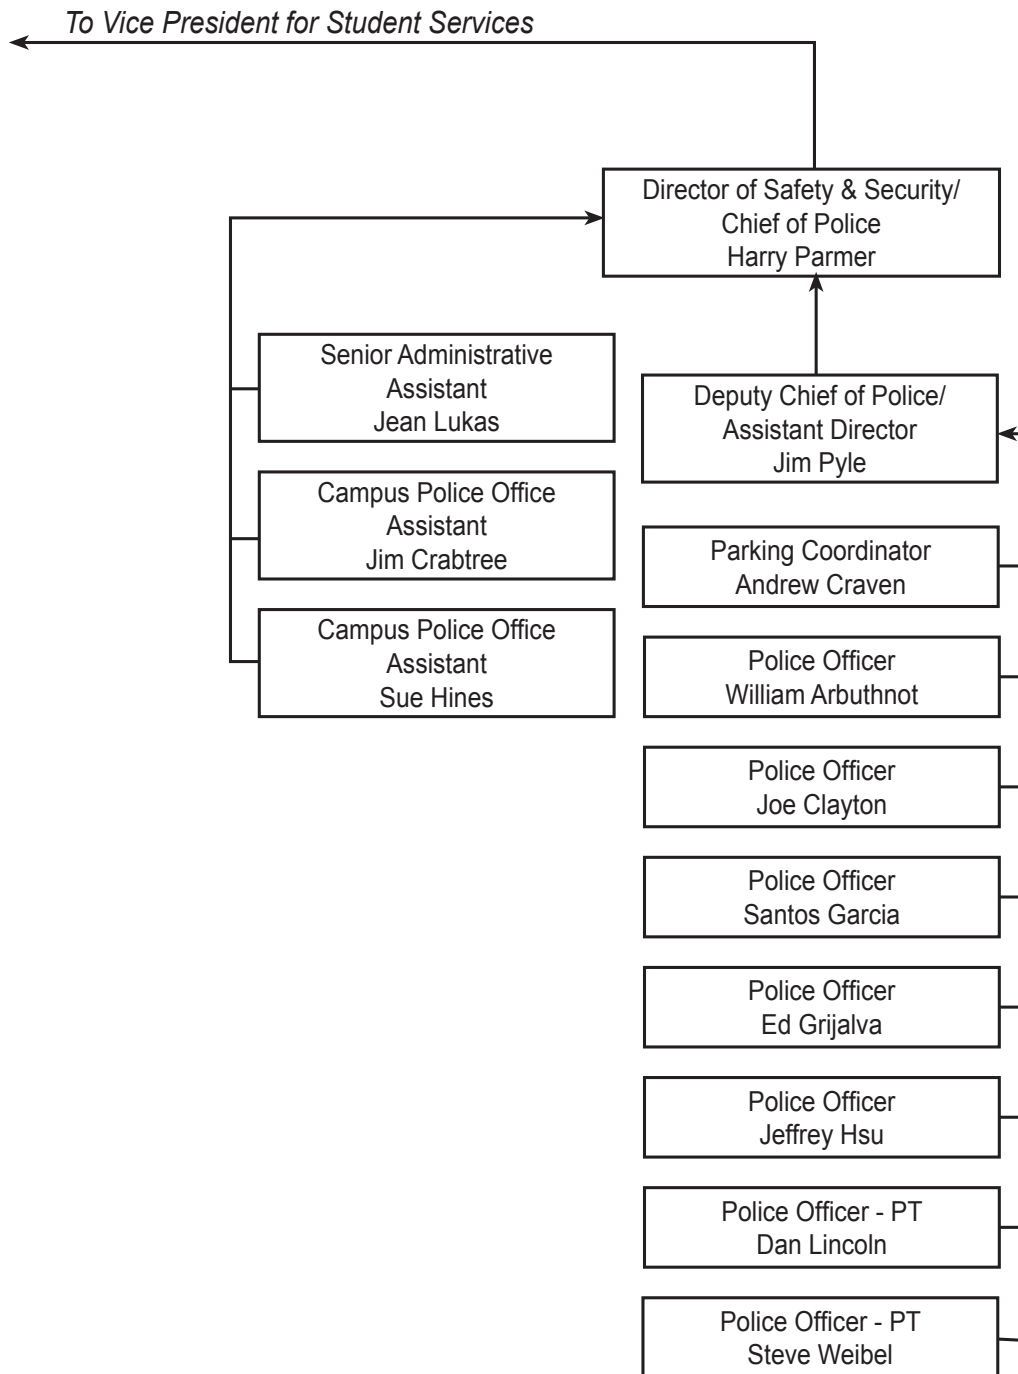 To Vice President for Student Services
Director of Safety & Security/
Chief of Police
Harry Parmer
Senior Administrative
Assistant
Jean Lukas
Campus Police Office
Assistant
Jim Crabtree
Campus Police Office
Assistant
Sue Hines
Deputy Chief of Police/
Assistant Director
Jim Pyle
Parking Coordinator
Andrew Craven
Police Officer
William Arbuthnot
Police Officer
Joe Clayton
Police Officer
Santos Garcia
Police Officer
Ed Grijalva
Police Officer
Jeffrey Hsu
Police Officer - PT
Dan Lincoln
Police Officer - PT
Steve Weibel